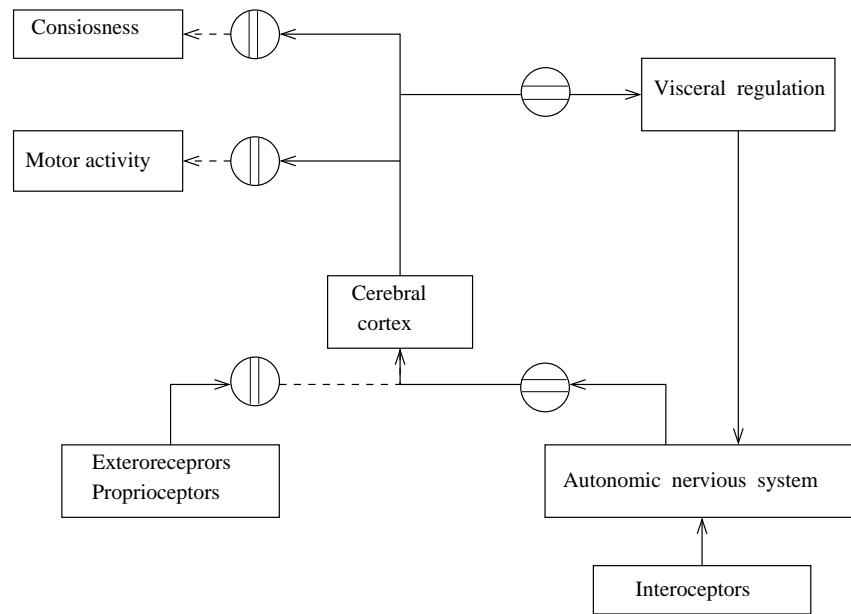 Consiosness
Visceral regulation
Motor activity
Cerebral
cortex
Exteroreceprors
Proprioceptors
Autonomic nervious system
Interoceptors